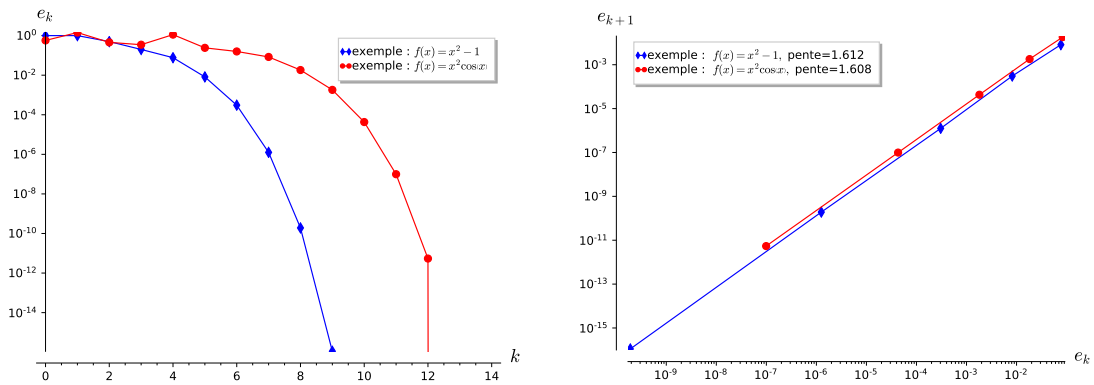 e_k
10^0
10^-2
10^-4
10^-6
10^-8
10^-10
10^-12
10^-14
0 2 4 6 8 10 12 14
k
exemple : f(x) = x^2 − 1
exemple : f(x) = x^2 cos x
e_{k+1}
10^-3
10^-5
10^-7
10^-9
10^-11
10^-13
10^-15
10^-9 10^-8 10^-7 10^-6 10^-5 10^-4 10^-3 10^-2
e_k
exemple : f(x) = x^2 − 1, pente=1.612
exemple : f(x) = x^2 cos x, pente=1.608